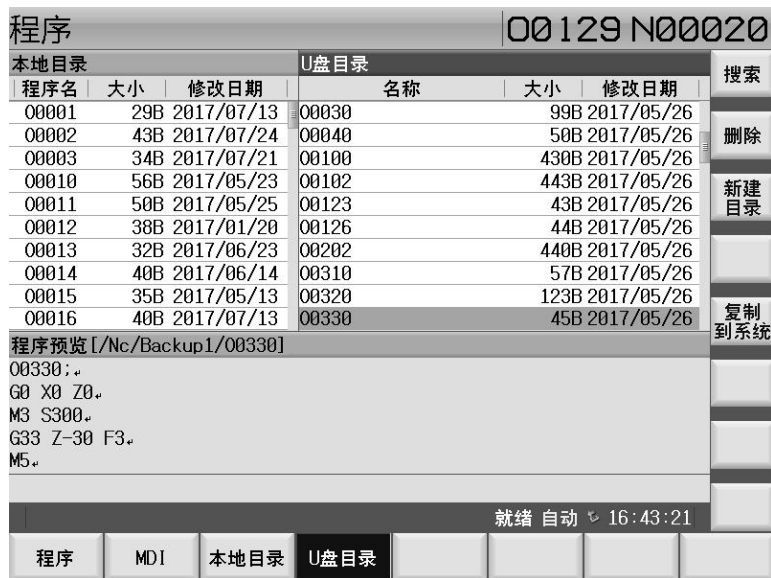 程序 O0129 N00020
本地目录 U盘目录
程序名 大小 修改日期 名称 大小 修改日期
O0001 29B 2017/07/13 O0030 99B 2017/05/26
O0002 43B 2017/07/24 O0040 50B 2017/05/26
O0003 34B 2017/07/21 O0100 430B 2017/05/26
O0010 56B 2017/05/23 O0102 443B 2017/05/26
O0011 50B 2017/05/25 O0123 43B 2017/05/26
O0012 38B 2017/01/20 O0126 44B 2017/05/26
O0013 32B 2017/06/23 O0202 440B 2017/05/26
O0014 40B 2017/06/14 O0310 57B 2017/05/26
O0015 35B 2017/05/13 O0320 123B 2017/05/26
O0016 40B 2017/07/13 O0330 45B 2017/05/26
程序预览[/Nc/Backup1/O0330]
O0330;↵
G0 X0 Z0↵
M3 S300↵
G33 Z-30 F3↵
M5↵
就绪 自动 16:43:21
程序 MDI 本地目录 U盘目录
搜索
删除
新建
目录
复制
到系统